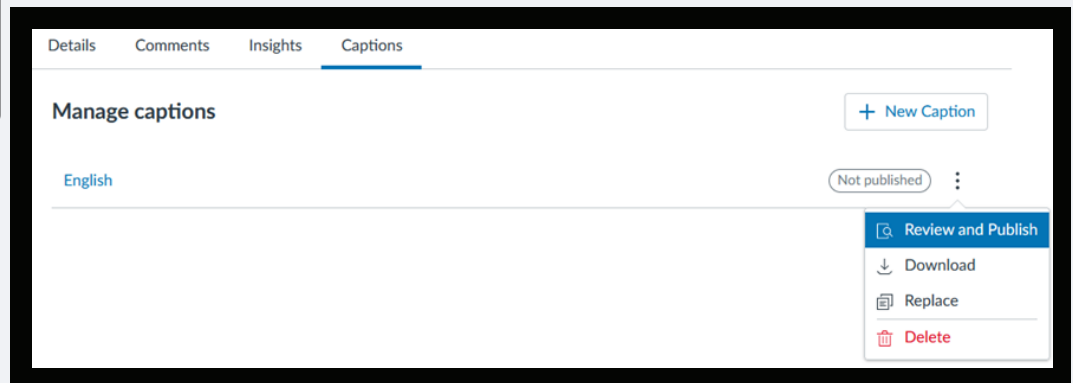 Details Comments Insights Captions
Manage captions
+ New Caption
English
Not published
Review and Publish
Download
Replace
Delete